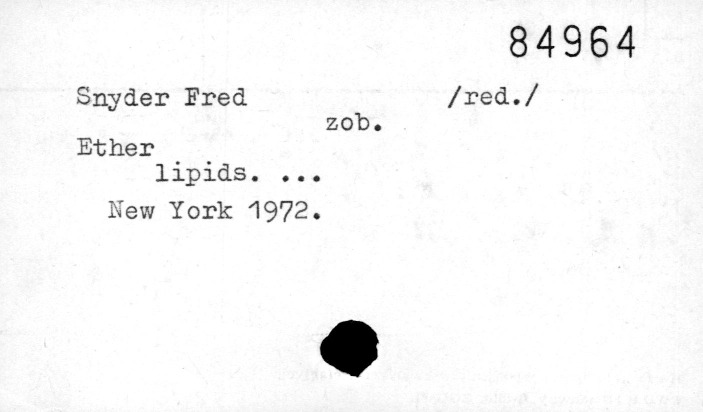 84964
Snyder Fred /red./
zob.
Ether
lipids. ...
New York 1972.